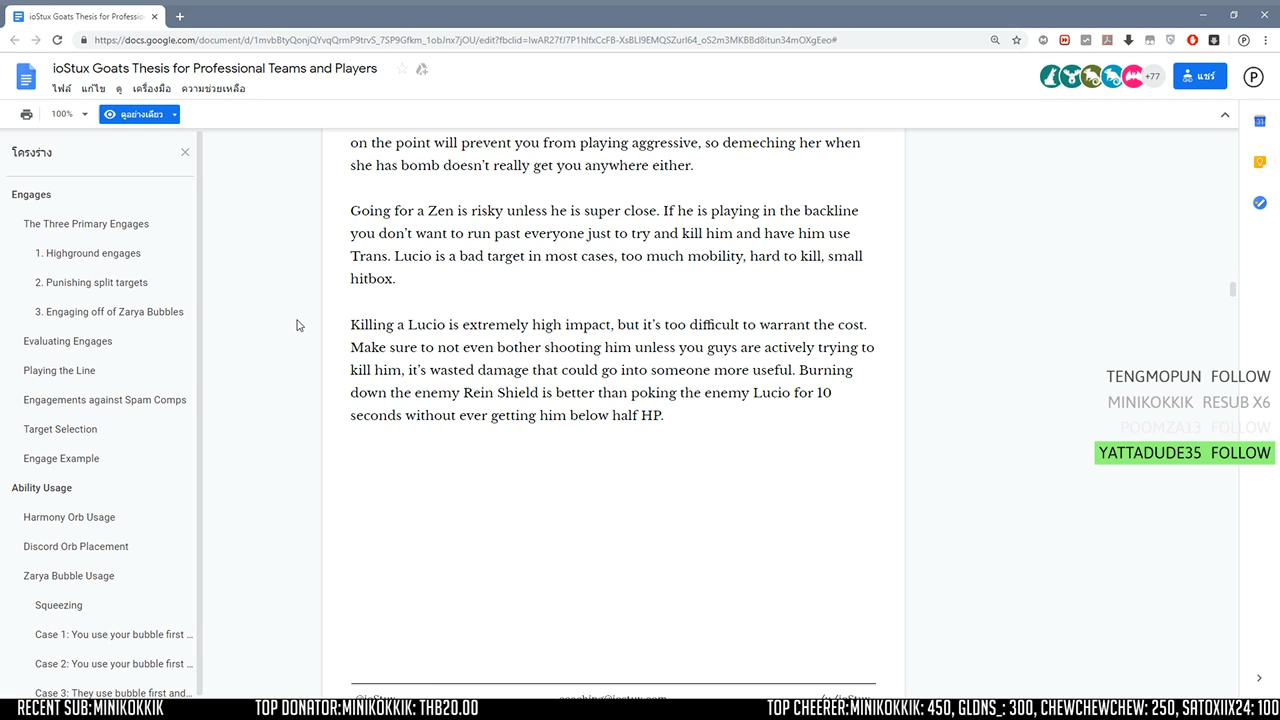 ioStux Goats Thesis for Professio
https://docs.google.com/document/d/1mvbBtyQonjQYvqQrmP9trvS_7SP9Gfkm_1obJnx7jOU/edit?fbclid=IwAR27fJ7P1hlfxCcFB-XsBLl9EMQSZurl64_oS2m3MKBBd8itun34mOXgEeo#
ioStux Goats Thesis for Professional Teams and Players
ไฟล์ แก้ไข ดู เครื่องมือ ความช่วยเหลือ
+77
แชร์
P
100%
ดูอย่างเดียว
โครงร่าง
Engages
The Three Primary Engages
1. Highground engages
2. Punishing split targets
3. Engaging off of Zarya Bubbles
Evaluating Engages
Playing the Line
Engagements against Spam Comps
Target Selection
Engage Example
Ability Usage
Harmony Orb Usage
Discord Orb Placement
Zarya Bubble Usage
Squeezing
Case 1: You use your bubble first ...
Case 2: You use your bubble first ...
Case 3: They use bubble first and...
on the point will prevent you from playing aggressive, so demeching her when
she has bomb doesn't really get you anywhere either.
Going for a Zen is risky unless he is super close. If he is playing in the backline
you don't want to run past everyone just to try and kill him and have him use
Trans. Lucio is a bad target in most cases, too much mobility, hard to kill, small
hitbox.
Killing a Lucio is extremely high impact, but it's too difficult to warrant the cost.
Make sure to not even bother shooting him unless you guys are actively trying to
kill him, it's wasted damage that could go into someone more useful. Burning
down the enemy Rein Shield is better than poking the enemy Lucio for 10
seconds without ever getting him below half HP.
@ioStux coaching@iostux.com /u/ioStux
TENGMOPUN FOLLOW
MINIKOKKIK RESUB X6
POOMZA13 FOLLOW
YATTADUDE35 FOLLOW
RECENT SUB:MINIKOKKIK TOP DONATOR:MINIKOKKIK: THB20.00 TOP CHEERER:MINIKOKKIK: 450, GLDNS_: 300, CHEWCHEWCHEW: 250, SATOXIIX24: 100